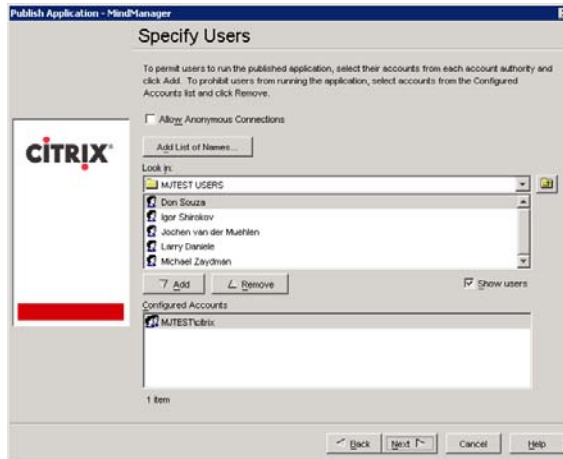 Publish Application - MindManager
Specify Users
To permit users to run the published application, select their accounts from each account authority and
click Add. To prohibit users from running the application, select accounts from the Configured
Accounts list and click Remove.
Allow Anonymous Connections
CITRIX®
Add List of Names...
Look in:
MJTEST USERS
Don Souza
Igor Shirokov
Jochen van der Muehlen
Larry Daniele
Michael Zaydman
Add
Remove
Show users
Configured Accounts
MJTEST\citrix
1 item
Back
Next
Cancel
Help